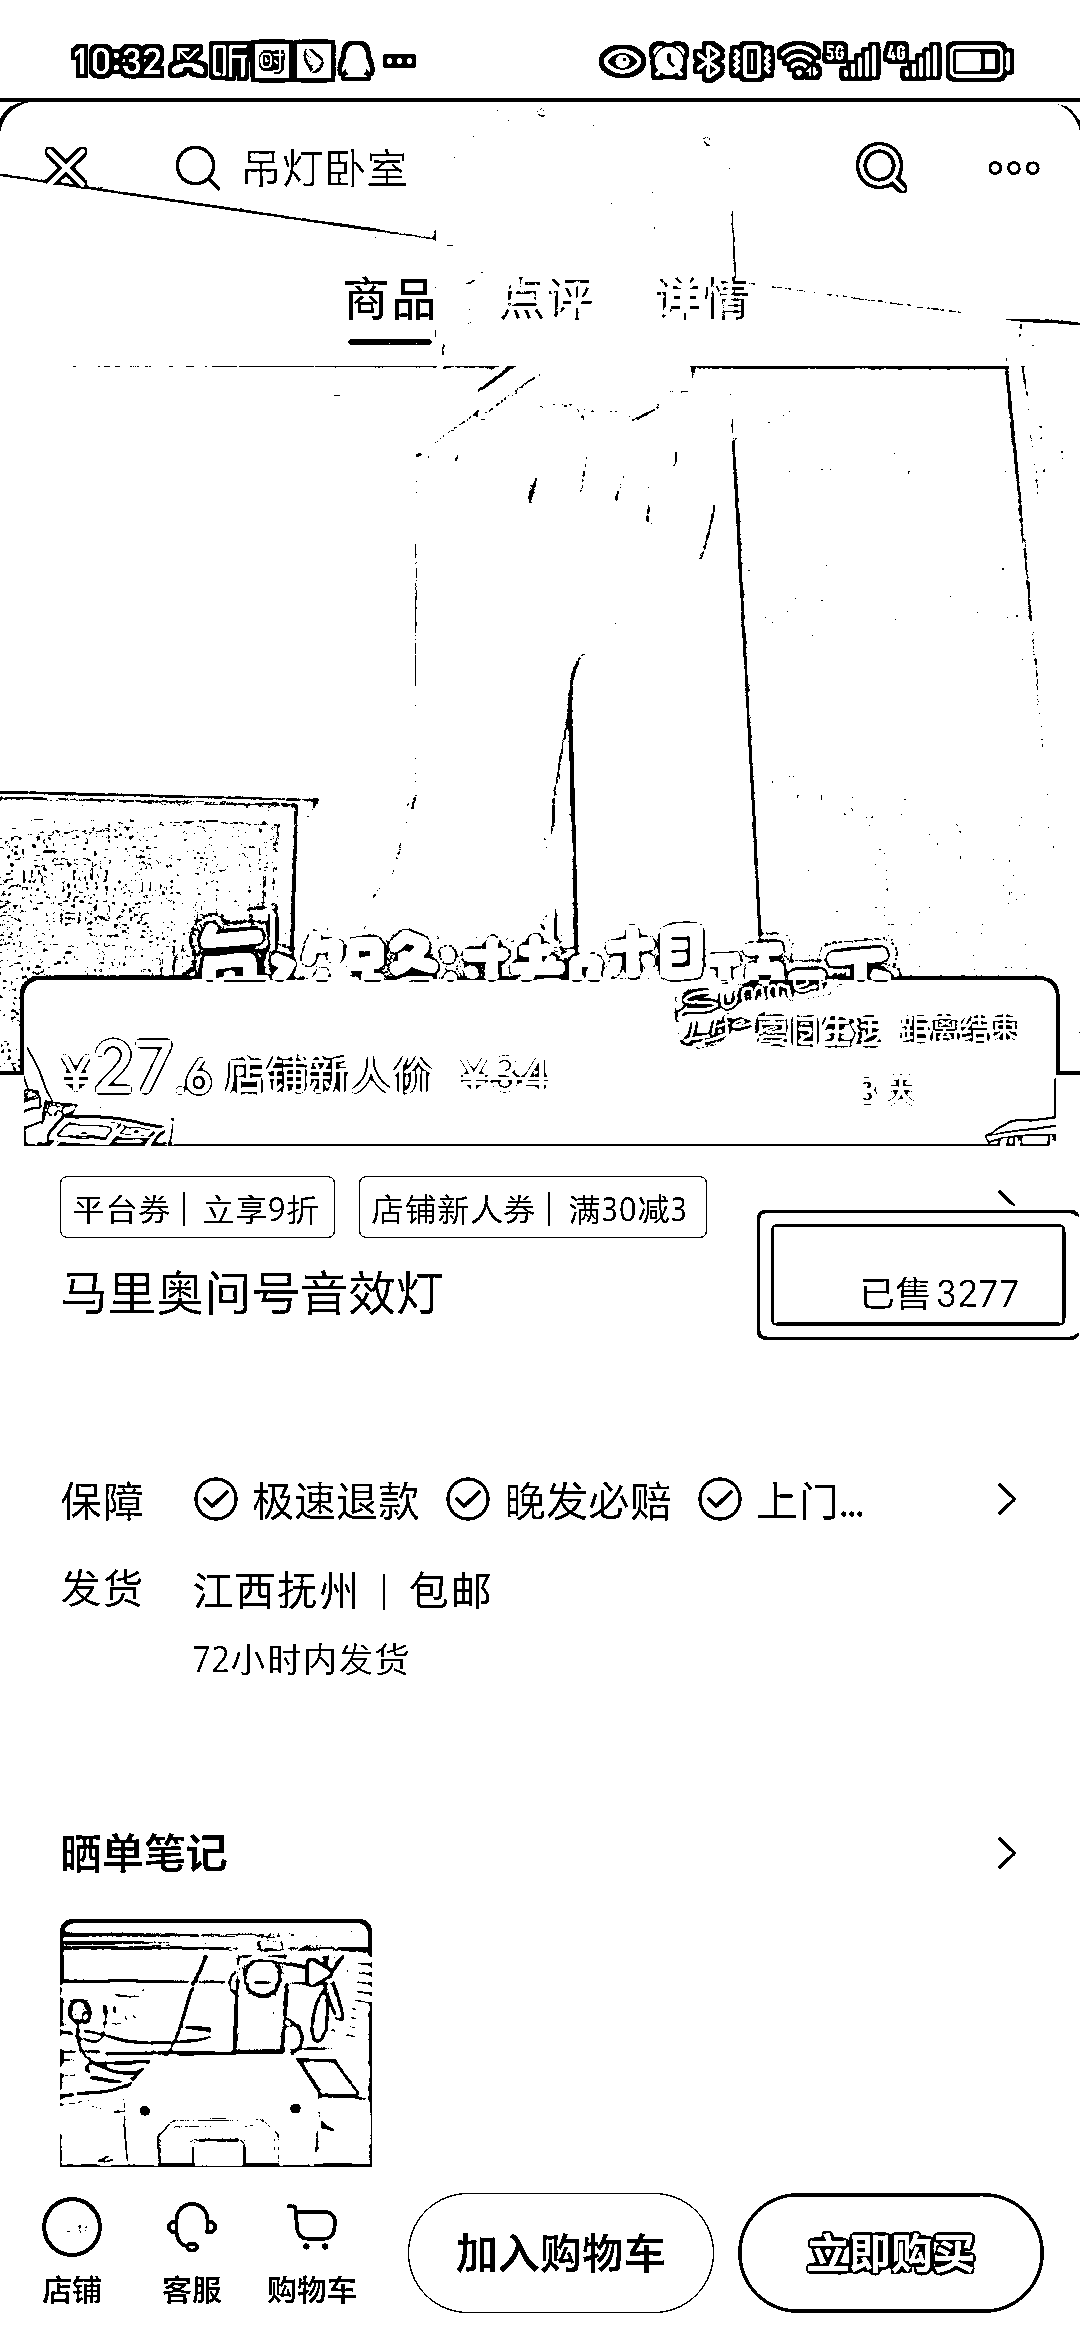 10:32
5G 4G
吊灯卧室
商品 点评 详情
Summer
夏日生活 距离结束
¥27.6 店铺新人价 ¥34
3 天
平台券 | 立享9折 店铺新人券 | 满30减3
马里奥问号音效灯
已售 3277
保障 极速退款 晚发必赔 上门...
发货 江西抚州 | 包邮
72小时内发货
晒单笔记
店铺 客服 购物车 加入购物车 立即购买